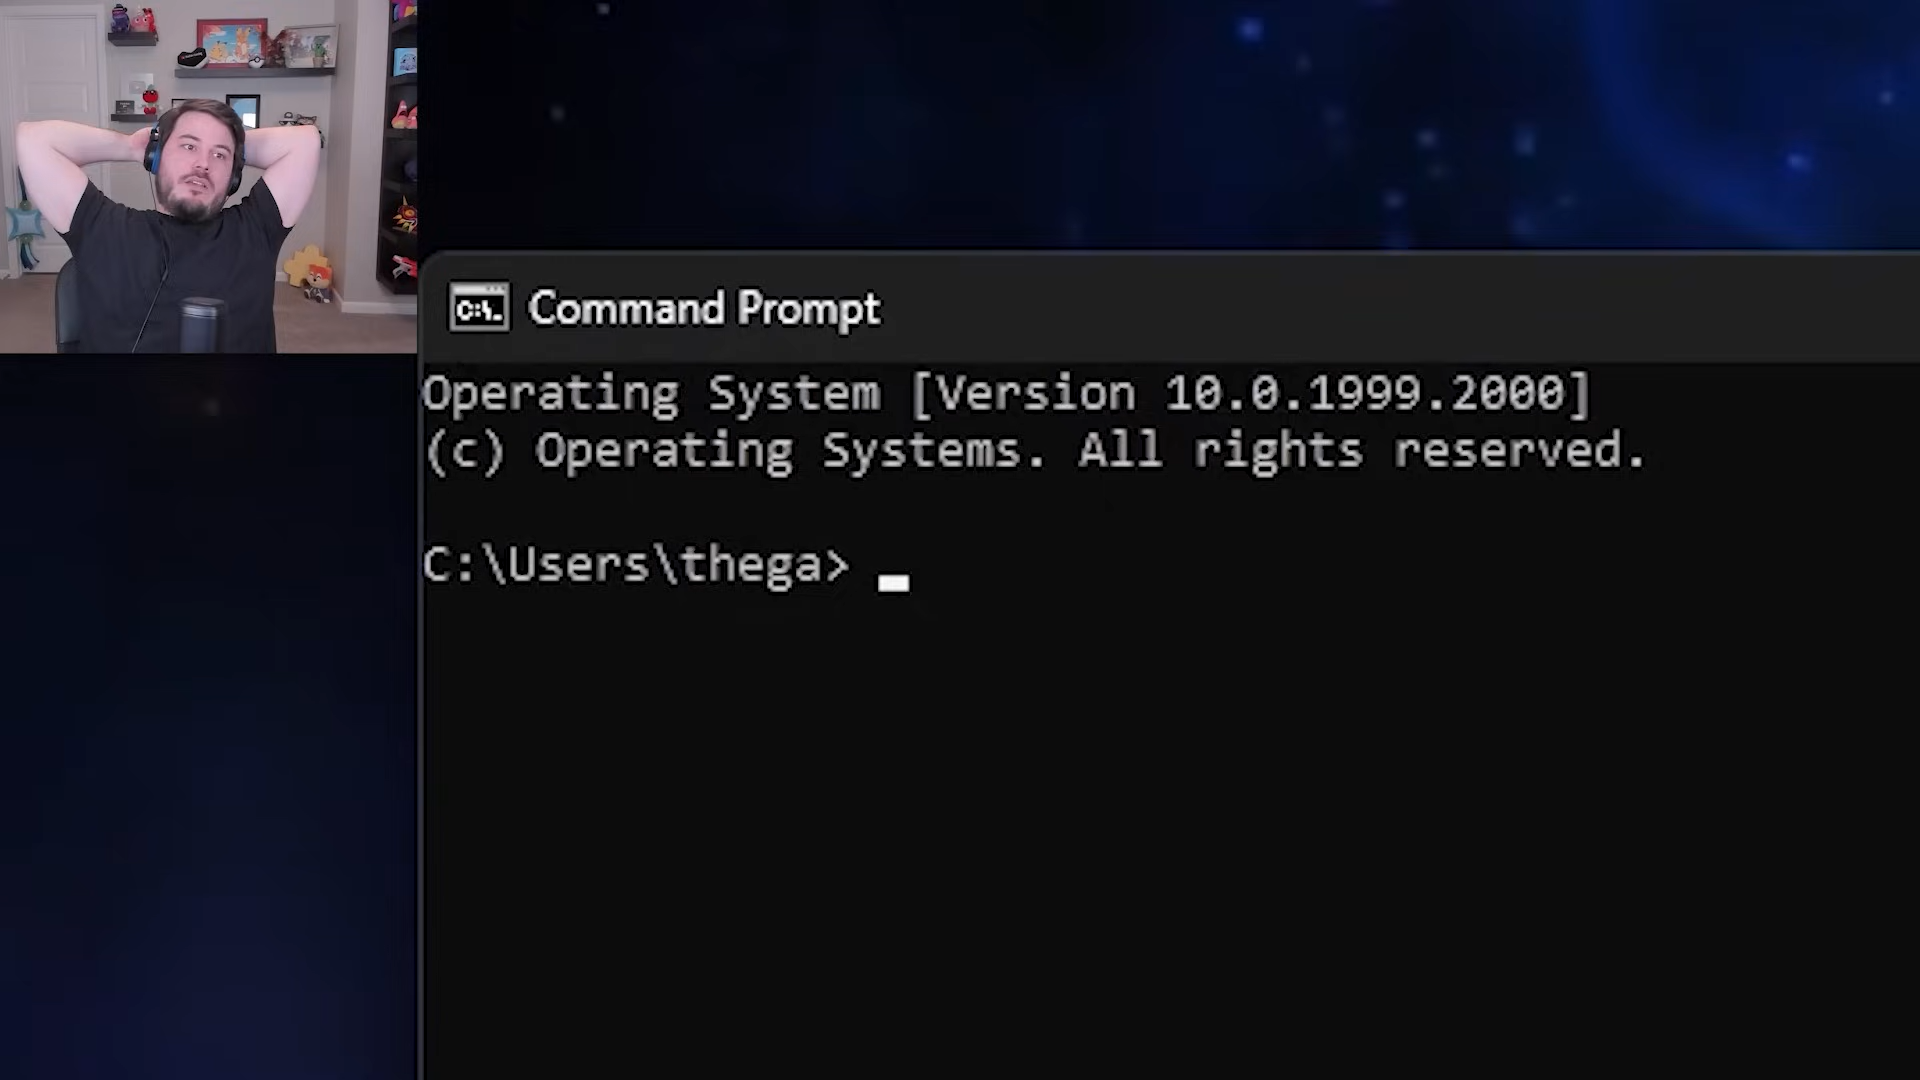 C:\.
Command Prompt
Operating System [Version 10.0.1999.2000]
(c) Operating Systems. All rights reserved.
C:\Users\thega>